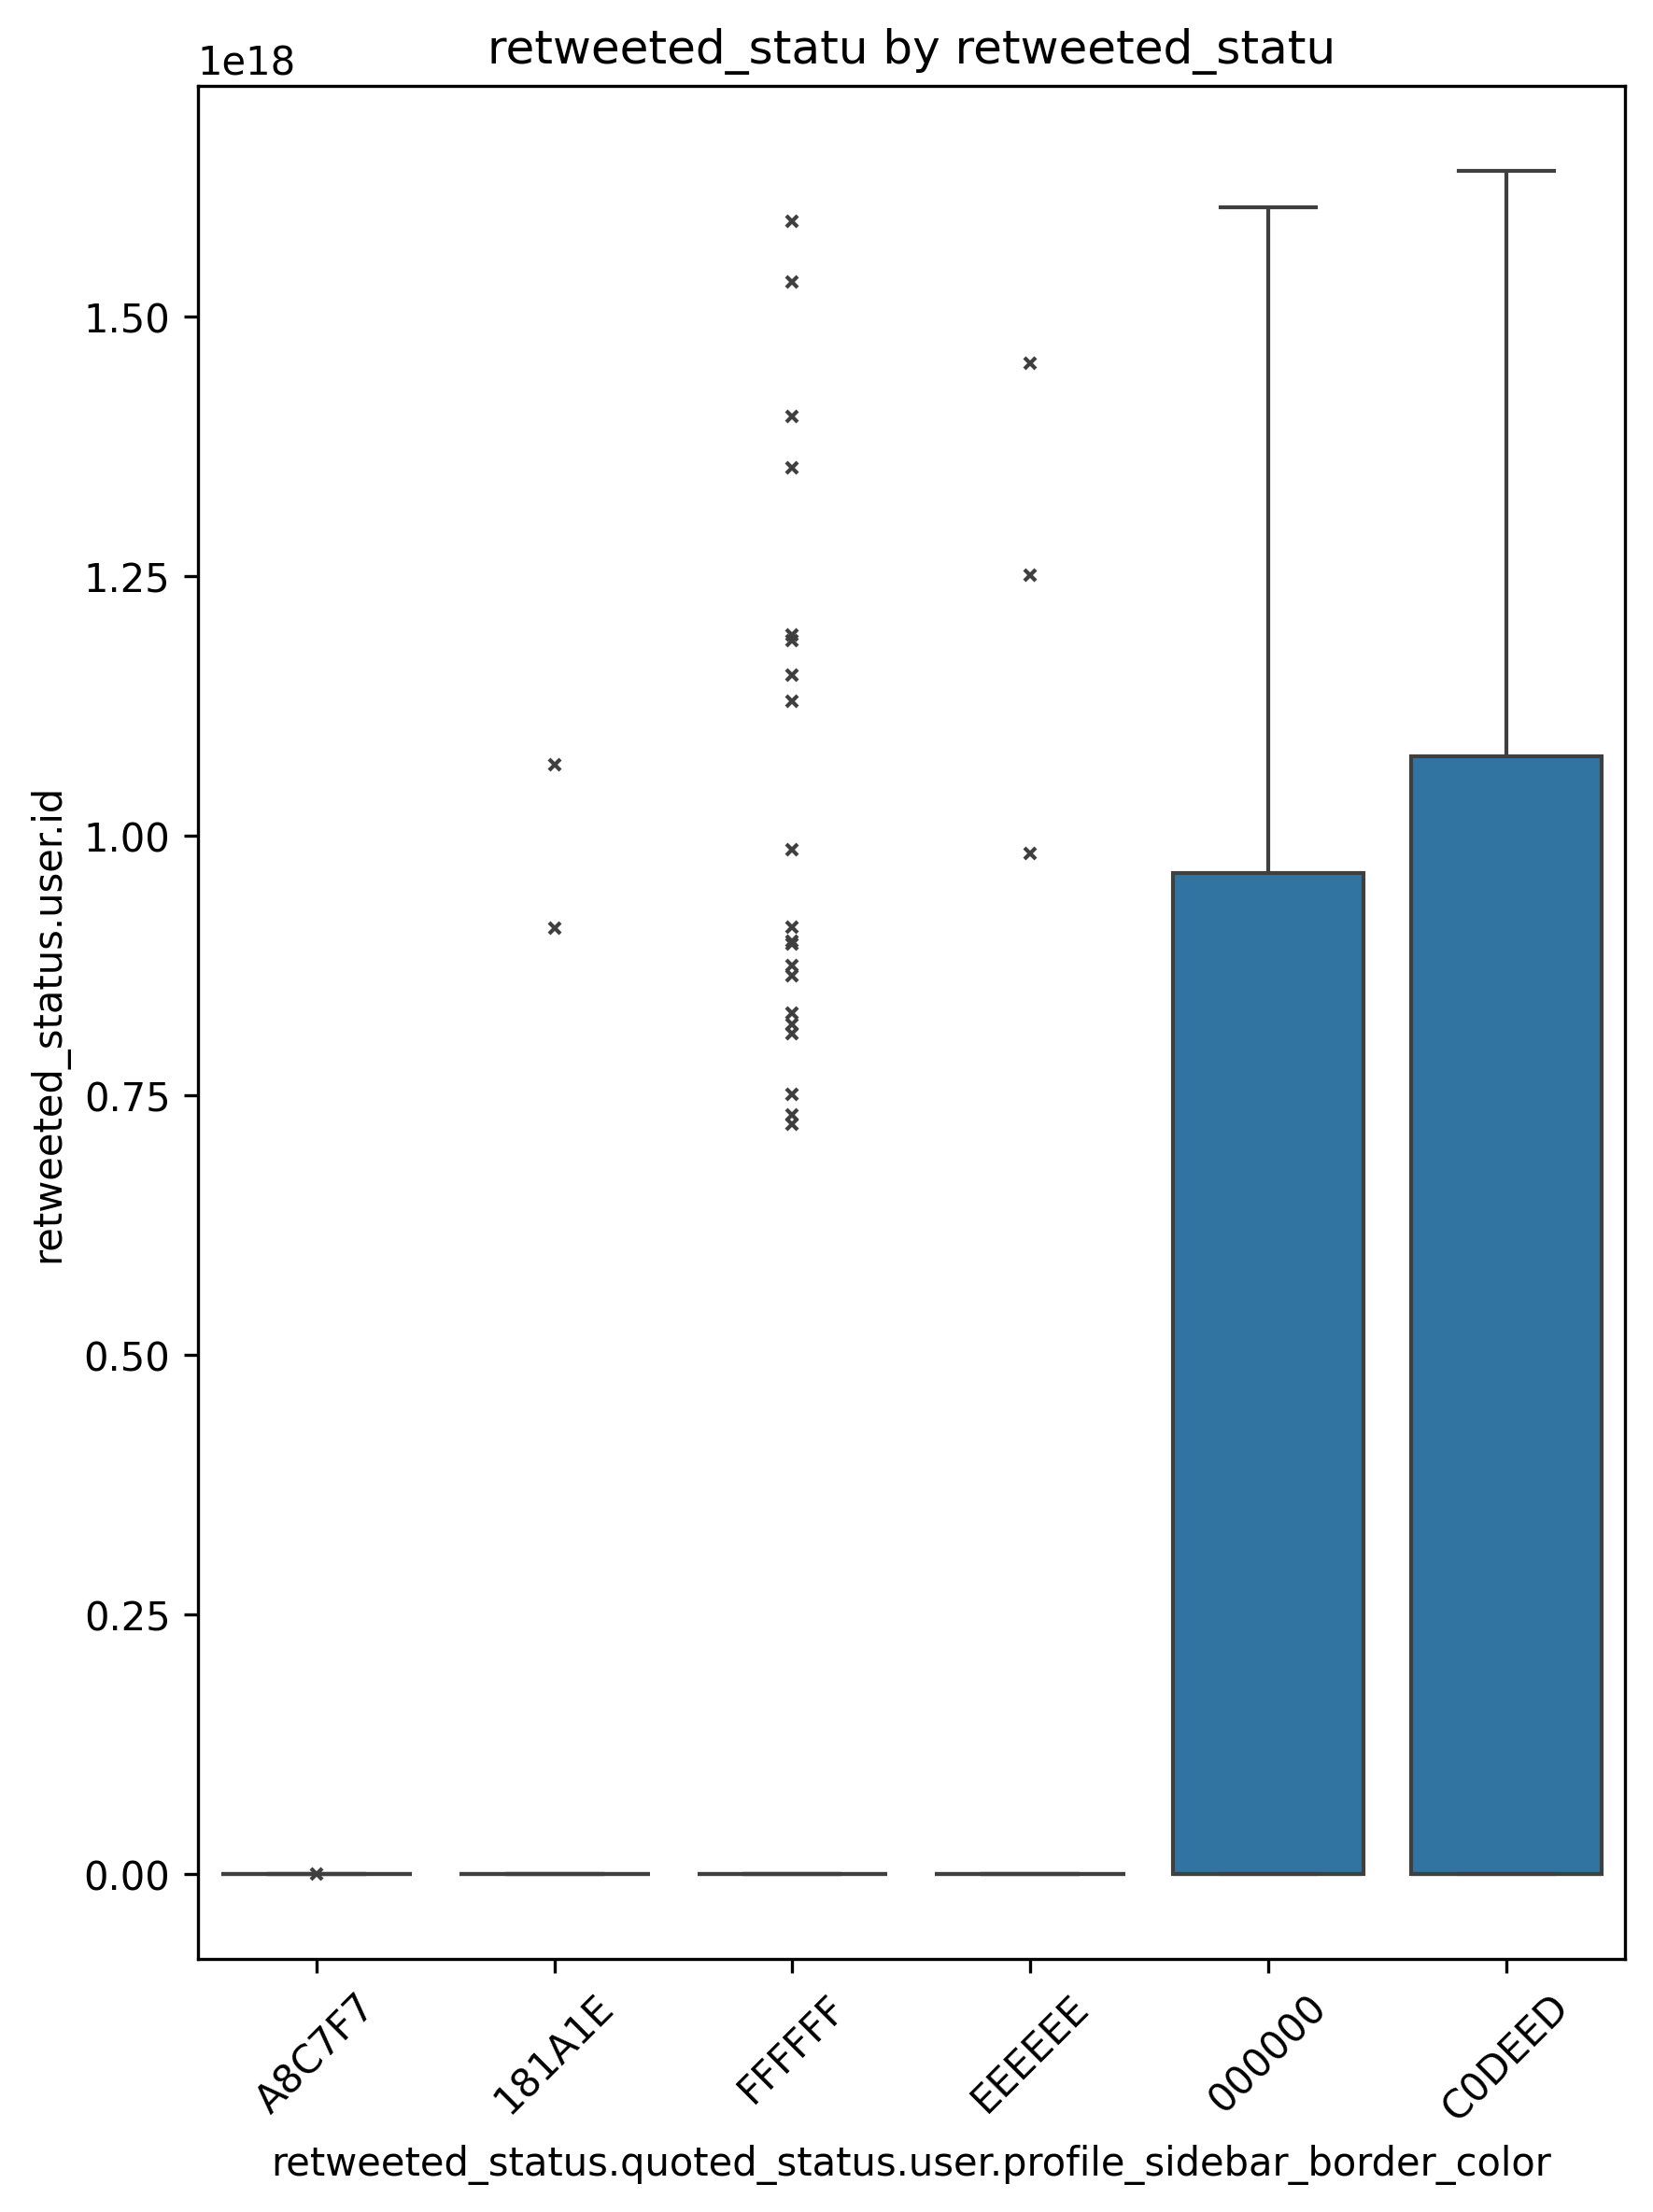 retweeted_statu by retweeted_statu
1e18
1.50
1.25
1.00
0.75
0.50
0.25
0.00
retweeted_status.user.id
A8C7F7
181A1E
FFFFFF
EEEEEE
000000
C0DEED
retweeted_status.quoted_status.user.profile_sidebar_border_color